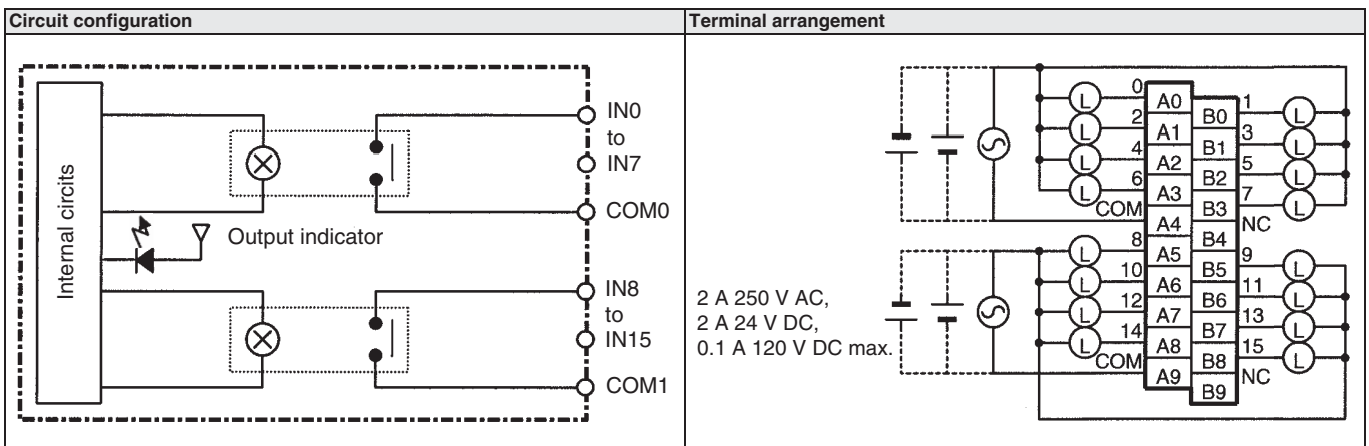 Circuit configuration
Terminal arrangement
Internal circits
IN0
to
IN7
COM0
Output indicator
IN8
to
IN15
COM1
2 A 250 V AC,
2 A 24 V DC,
0.1 A 120 V DC max.
L 0 A0 B0 1 L
L 2 A1 B1 3 L
L 4 A2 B2 5 L
L 6 A3 B3 7 L
COM A4 B4 NC
L 8 A5 B5 9 L
L 10 A6 B6 11 L
L 12 A7 B7 13 L
L 14 A8 B8 15 L
COM A9 B9 NC